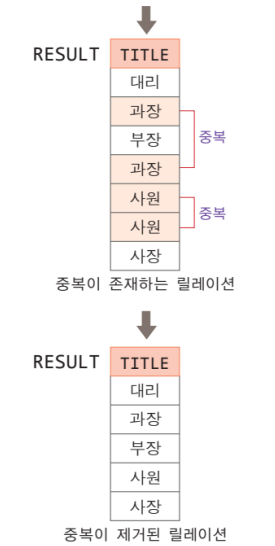 RESULT TITLE
대리
과장
부장
과장
사원
사원
사장
중복
중복
중복이 존재하는 릴레이션
RESULT TITLE
대리
과장
부장
사원
사장
중복이 제거된 릴레이션